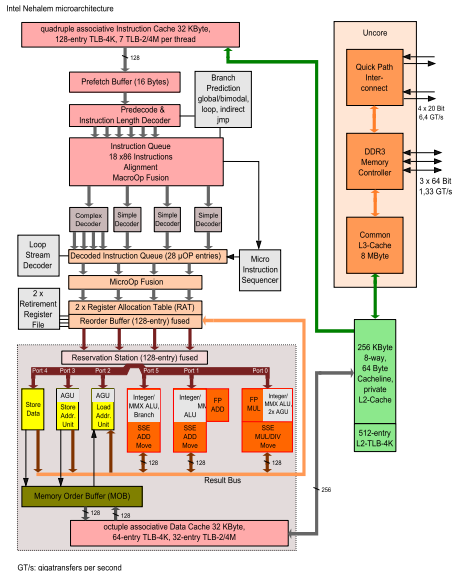 Intel Nehalem microarchitecture
quadruple associative Instruction Cache 32 KByte,
128-entry TLB-4K, 7 TLB-2/4M per thread
128
Prefetch Buffer (16 Bytes)
Predecode &
Instruction Length Decoder
Branch
Prediction
global/bimodal,
loop, indirect
jmp
Instruction Queue
18 x86 Instructions
Alignment
MacroOp Fusion
Complex
Decoder
Simple
Decoder
Simple
Decoder
Simple
Decoder
Loop
Stream
Decoder
Decoded Instruction Queue (28 µOP entries)
Micro
Instruction
Sequencer
MicroOp Fusion
2 x
Retirement
Register
File
2 x Register Allocation Table (RAT)
Reorder Buffer (128-entry) fused
Reservation Station (128-entry) fused
Port 4
Port 3
Port 2
Port 5
Port 1
Port 0
Store
Data
AGU
Store
Addr.
Unit
AGU
Load
Addr.
Unit
Integer/
MMX ALU,
Branch
SSE
ADD
Move
Integer/
MMX
ALU
FP
ADD
SSE
ADD
Move
FP
MUL
Integer/
MMX ALU,
2x AGU
SSE
MUL/DIV
Move
128
128
128
Result Bus
Memory Order Buffer (MOB)
128
128
octuple associative Data Cache 32 KByte,
64-entry TLB-4K, 32-entry TLB-2/4M
256
Uncore
Quick Path
Inter-
connect
4 x 20 Bit
6,4 GT/s
DDR3
Memory
Controller
3 x 64 Bit
1,33 GT/s
Common
L3-Cache
8 MByte
256 KByte
8-way,
64 Byte
Cacheline,
private
L2-Cache
512-entry
L2-TLB-4K
GT/s: gigatransfers per second